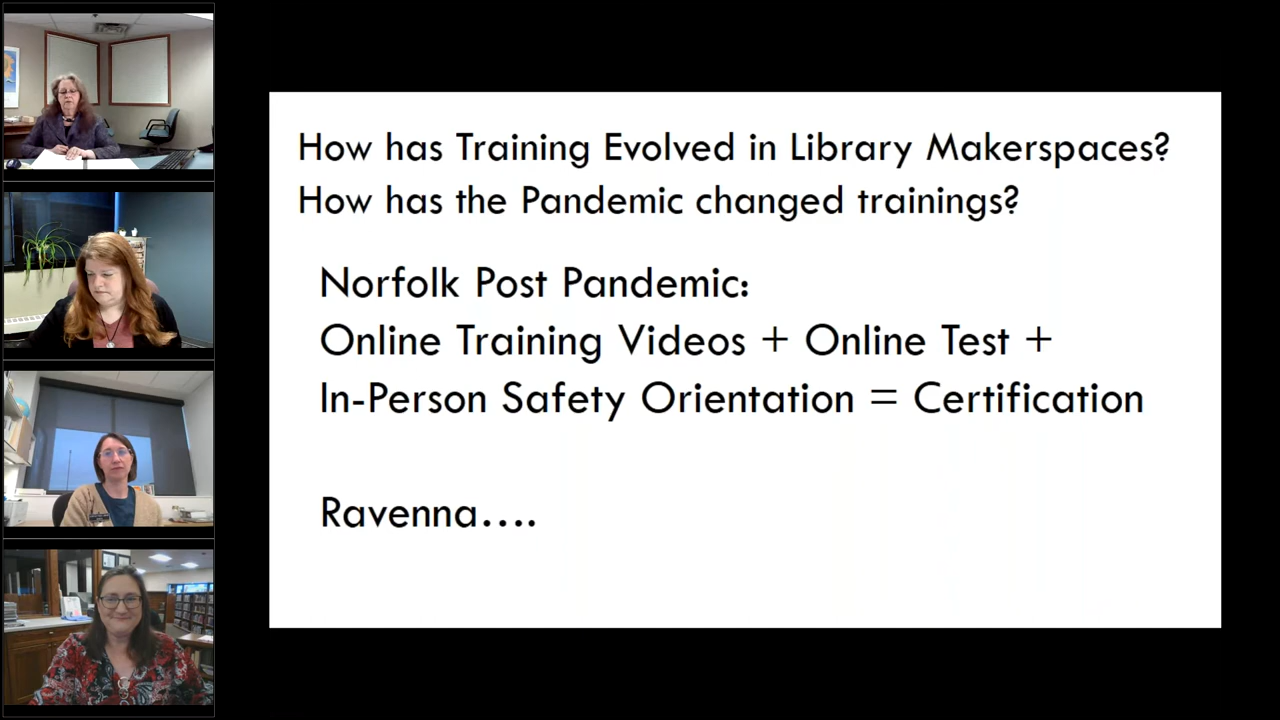 How has Training Evolved in Library Makerspaces?
How has the Pandemic changed trainings?
Norfolk Post Pandemic:
Online Training Videos + Online Test +
In-Person Safety Orientation = Certification
Ravenna....